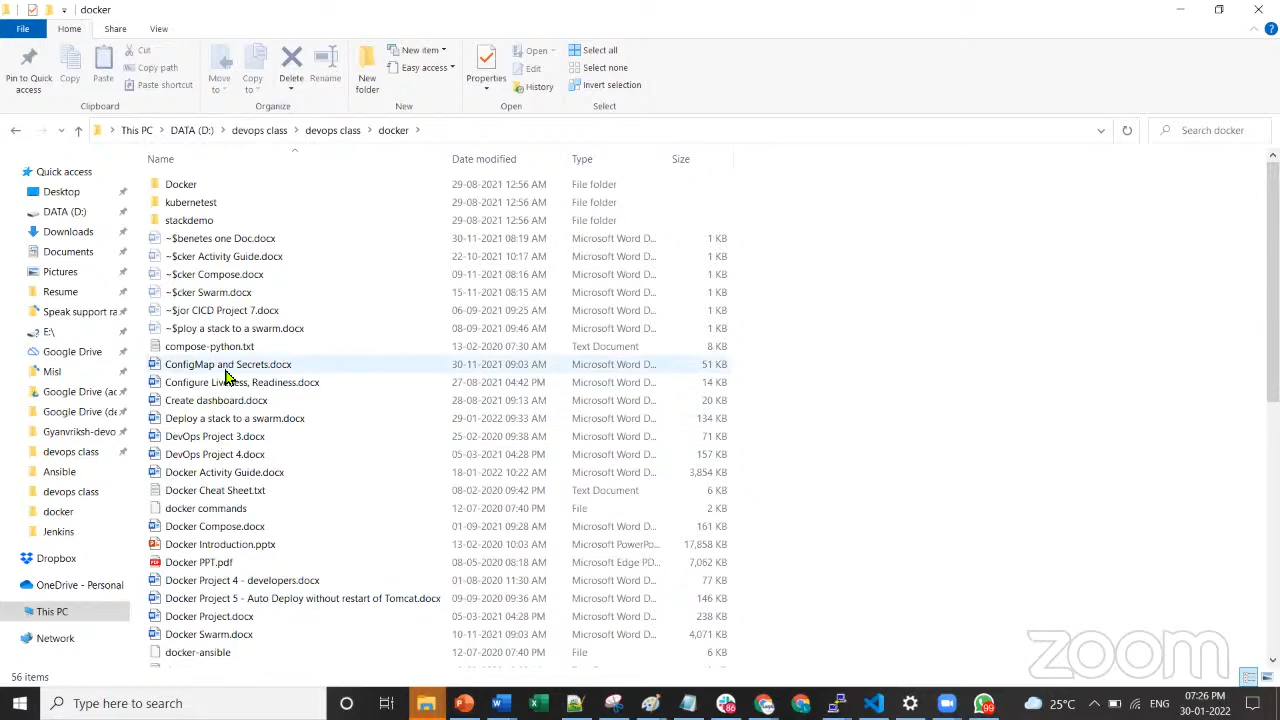 docker
File Home Share View
Pin to Quick access
Copy
Paste
Cut
Copy path
Paste shortcut
Clipboard
Move to
Copy to
Delete
Rename
Organize
New folder
New item
Easy access
New
Properties
Open
Edit
History
Open
Select all
Select none
Invert selection
Select
This PC > DATA (D:) > devops class > devops class > docker >
Search docker
Name Date modified Type Size
Quick access
Desktop
DATA (D:)
Downloads
Documents
Pictures
Resume
Speak support ra
E:\
Google Drive
Misl
Google Drive (ac
Google Drive (de
Gyanvriksh-devo
devops class
Ansible
devops class
docker
Jenkins
Dropbox
OneDrive - Personal
This PC
Network
Docker 29-08-2021 12:56 AM File folder
kubernetest 29-08-2021 12:56 AM File folder
stackdemo 29-08-2021 12:56 AM File folder
~$benetes one Doc.docx 30-11-2021 08:19 AM Microsoft Word D... 1 KB
~$cker Activity Guide.docx 22-10-2021 10:17 AM Microsoft Word D... 1 KB
~$cker Compose.docx 09-11-2021 08:16 AM Microsoft Word D... 1 KB
~$cker Swarm.docx 15-11-2021 08:15 AM Microsoft Word D... 1 KB
~$jor CICD Project 7.docx 06-09-2021 09:25 AM Microsoft Word D... 1 KB
~$ploy a stack to a swarm.docx 08-09-2021 09:46 AM Microsoft Word D... 1 KB
compose-python.txt 13-02-2020 07:30 AM Text Document 8 KB
ConfigMap and Secrets.docx 30-11-2021 09:03 AM Microsoft Word D... 51 KB
Configure Liveness, Readiness.docx 27-08-2021 04:42 PM Microsoft Word D... 14 KB
Create dashboard.docx 28-08-2021 09:13 AM Microsoft Word D... 20 KB
Deploy a stack to a swarm.docx 29-01-2022 09:33 AM Microsoft Word D... 134 KB
DevOps Project 3.docx 25-02-2020 09:38 AM Microsoft Word D... 71 KB
DevOps Project 4.docx 05-03-2021 04:28 PM Microsoft Word D... 157 KB
Docker Activity Guide.docx 18-01-2022 10:22 AM Microsoft Word D... 3,854 KB
Docker Cheat Sheet.txt 08-02-2020 09:42 PM Text Document 6 KB
docker commands 12-07-2020 07:40 PM File 2 KB
Docker Compose.docx 01-09-2021 09:28 AM Microsoft Word D... 161 KB
Docker Introduction.pptx 13-02-2020 10:03 AM Microsoft PowerPo... 17,858 KB
Docker PPT.pdf 08-05-2020 08:18 AM Microsoft Edge PD... 7,062 KB
Docker Project 4 - developers.docx 01-08-2020 11:30 AM Microsoft Word D... 77 KB
Docker Project 5 - Auto Deploy without restart of Tomcat.docx 09-09-2020 09:36 AM Microsoft Word D... 146 KB
Docker Project.docx 05-03-2021 04:28 PM Microsoft Word D... 238 KB
Docker Swarm.docx 10-11-2021 09:03 AM Microsoft Word D... 4,071 KB
docker-ansible 12-07-2020 07:40 PM File 6 KB
zoom
56 items
Type here to search
86
99
25°C
ENG
07:26 PM
30-01-2022